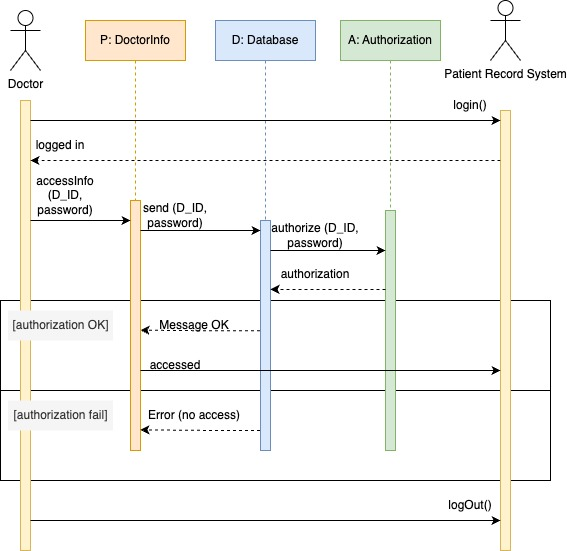 P: DoctorInfo
D: Database
A: Authorization
Doctor
Patient Record System
login()
logged in
accessInfo
(D_ID,
password)
send (D_ID,
password)
authorize (D_ID,
password)
authorization
[authorization OK]
Message OK
accessed
[authorization fail]
Error (no access)
logOut()